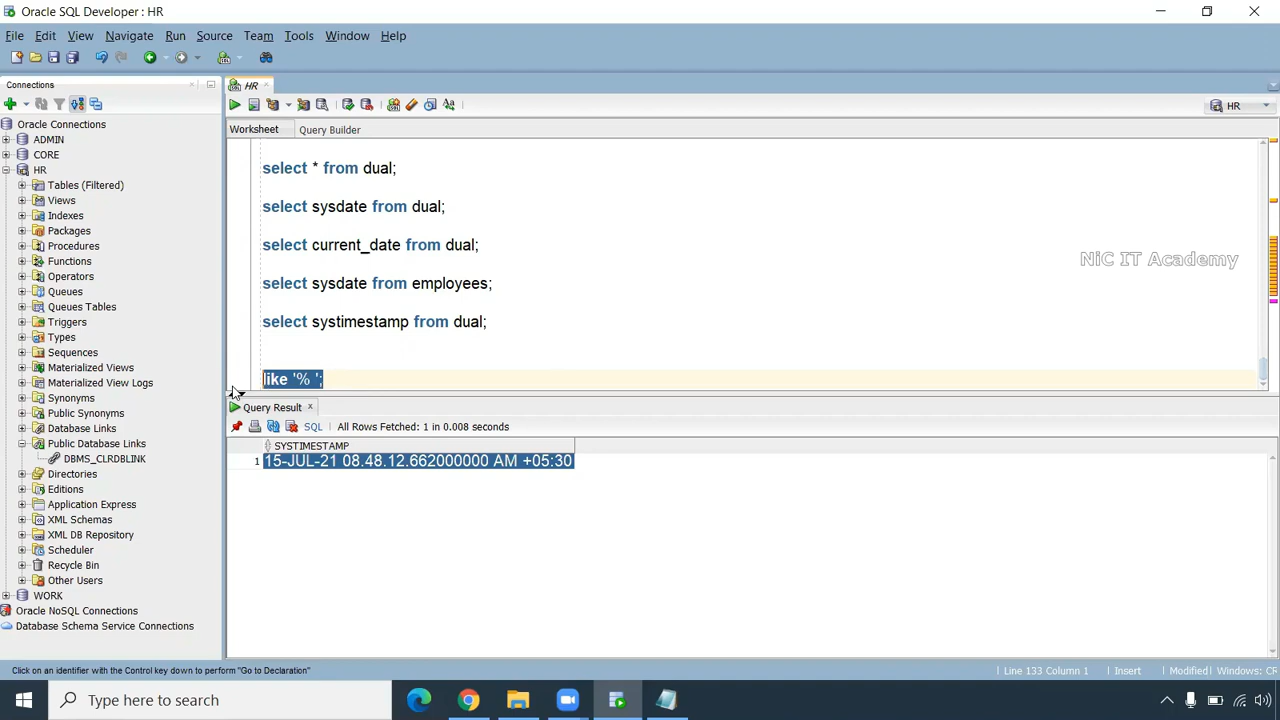 Oracle SQL Developer : HR
File Edit View Navigate Run Source Team Tools Window Help
Connections
HR
Oracle Connections
ADMIN
CORE
HR
Tables (Filtered)
Views
Indexes
Packages
Procedures
Functions
Operators
Queues
Queues Tables
Triggers
Types
Sequences
Materialized Views
Materialized View Logs
Synonyms
Public Synonyms
Database Links
Public Database Links
DBMS_CLRDBLINK
Directories
Editions
Application Express
XML Schemas
XML DB Repository
Scheduler
Recycle Bin
Other Users
WORK
Oracle NoSQL Connections
Database Schema Service Connections
HR
Worksheet Query Builder
select * from dual;
select sysdate from dual;
select current_date from dual;
NiC IT Academy
select sysdate from employees;
select systimestamp from dual;
like '% ';
Query Result
SQL All Rows Fetched: 1 in 0.008 seconds
SYSTIMESTAMP
1 15-JUL-21 08.48.12.662000000 AM +05:30
Click on an identifier with the Control key down to perform "Go to Declaration"
Line 133 Column 1 Insert Modified Windows: CR
Type here to search